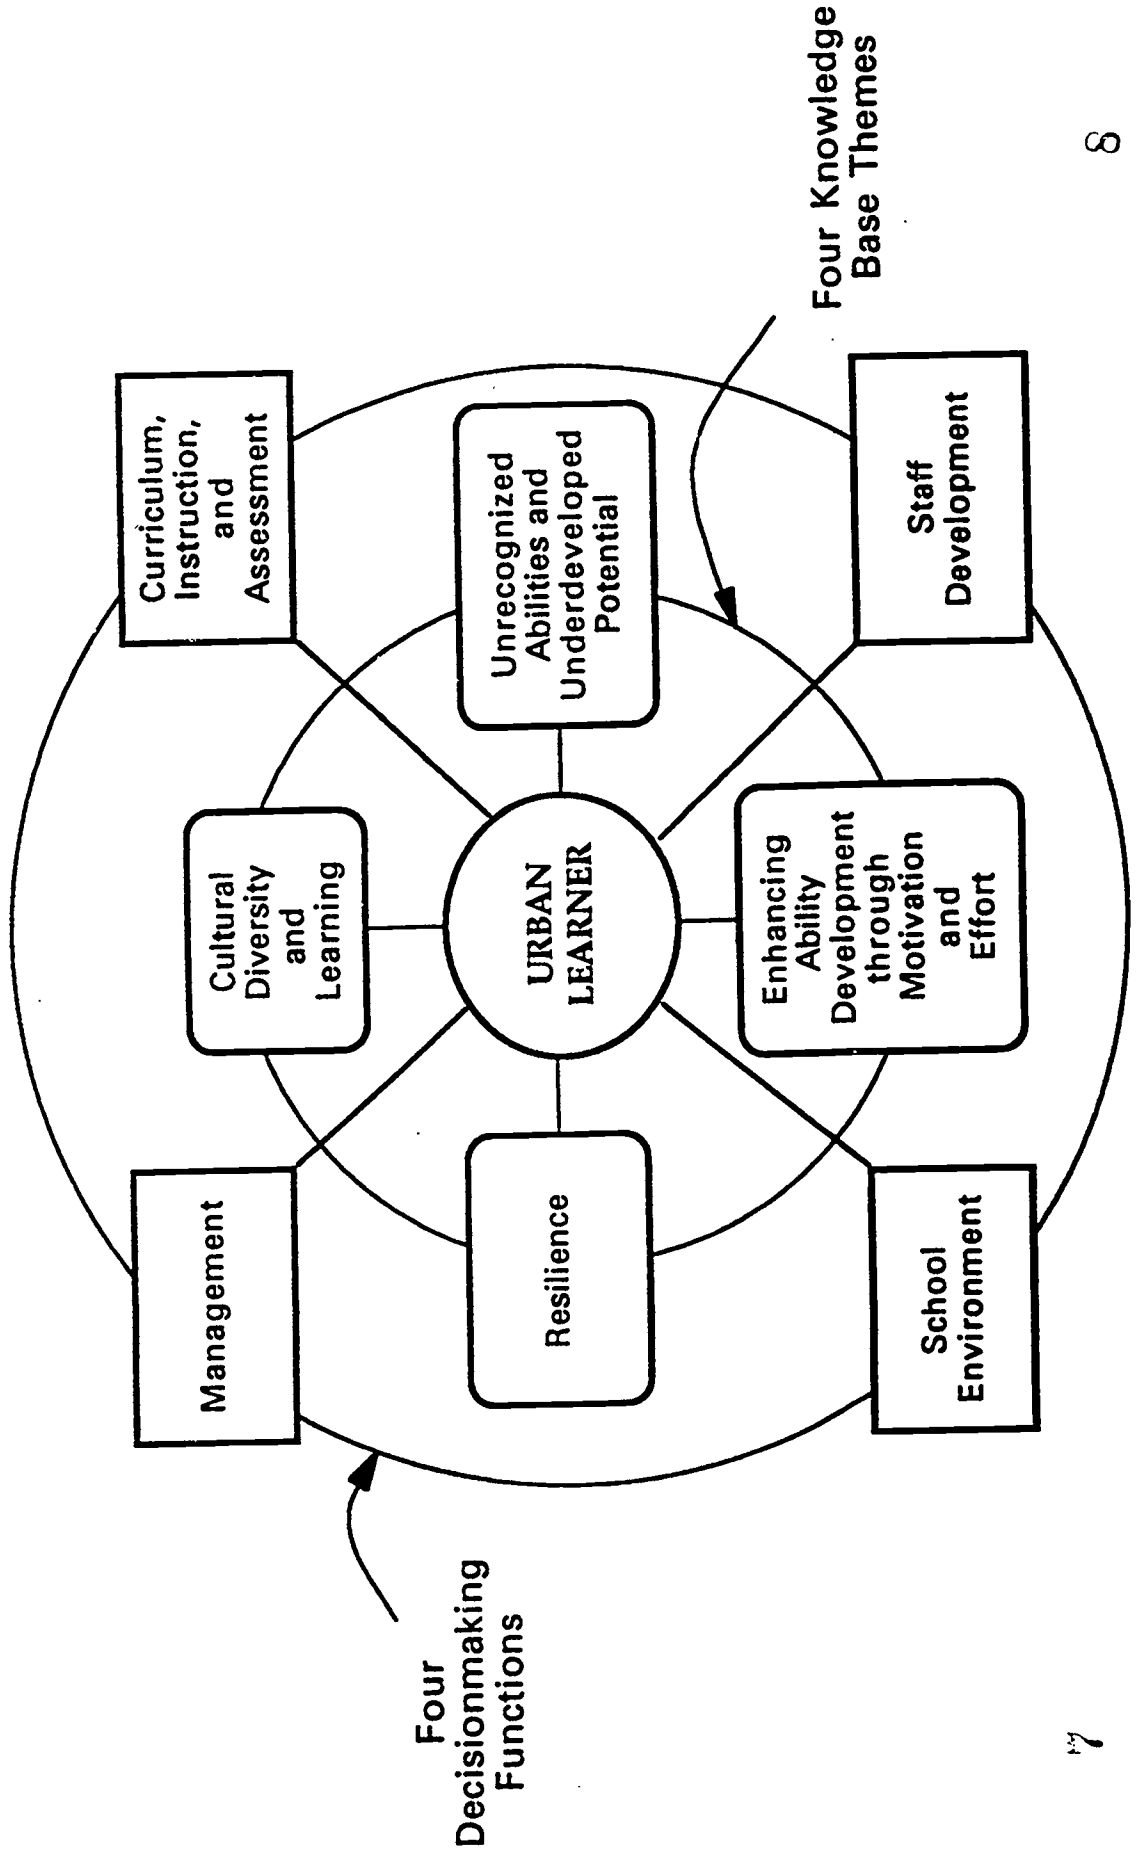 Management
Cultural
Diversity
and
Learning
Curriculum,
Instruction,
and
Assessment
Four
Decisionmaking
Functions
Resilience
URBAN
LEARNER
Unrecognized
Abilities and
Underdeveloped
Potential
Four Knowledge
Base Themes
School
Environment
Enhancing
Ability
Development
through
Motivation
and
Effort
Staff
Development
7
8